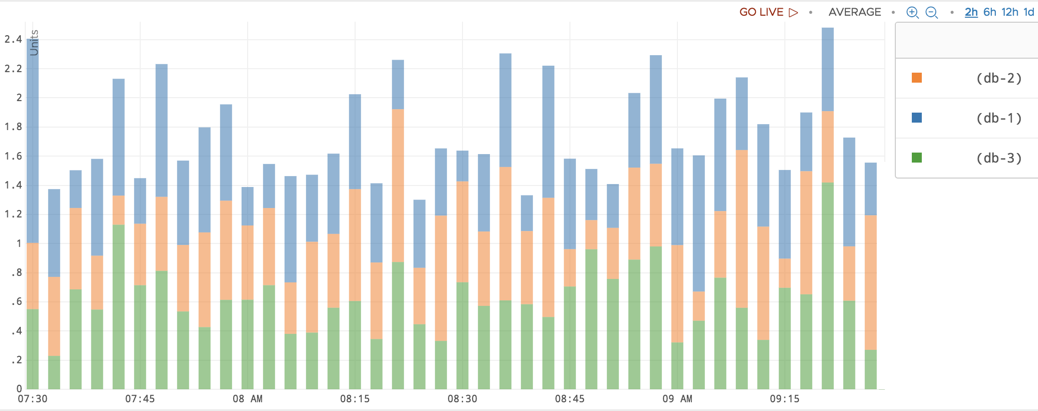 GO LIVE ▷ • AVERAGE • • 2h 6h 12h 1d
Units
2.4
2.2
2
1.8
1.6
1.4
1.2
1
.8
.6
.4
.2
0
07:30 07:45 08 AM 08:15 08:30 08:45 09 AM 09:15
(db-2)
(db-1)
(db-3)